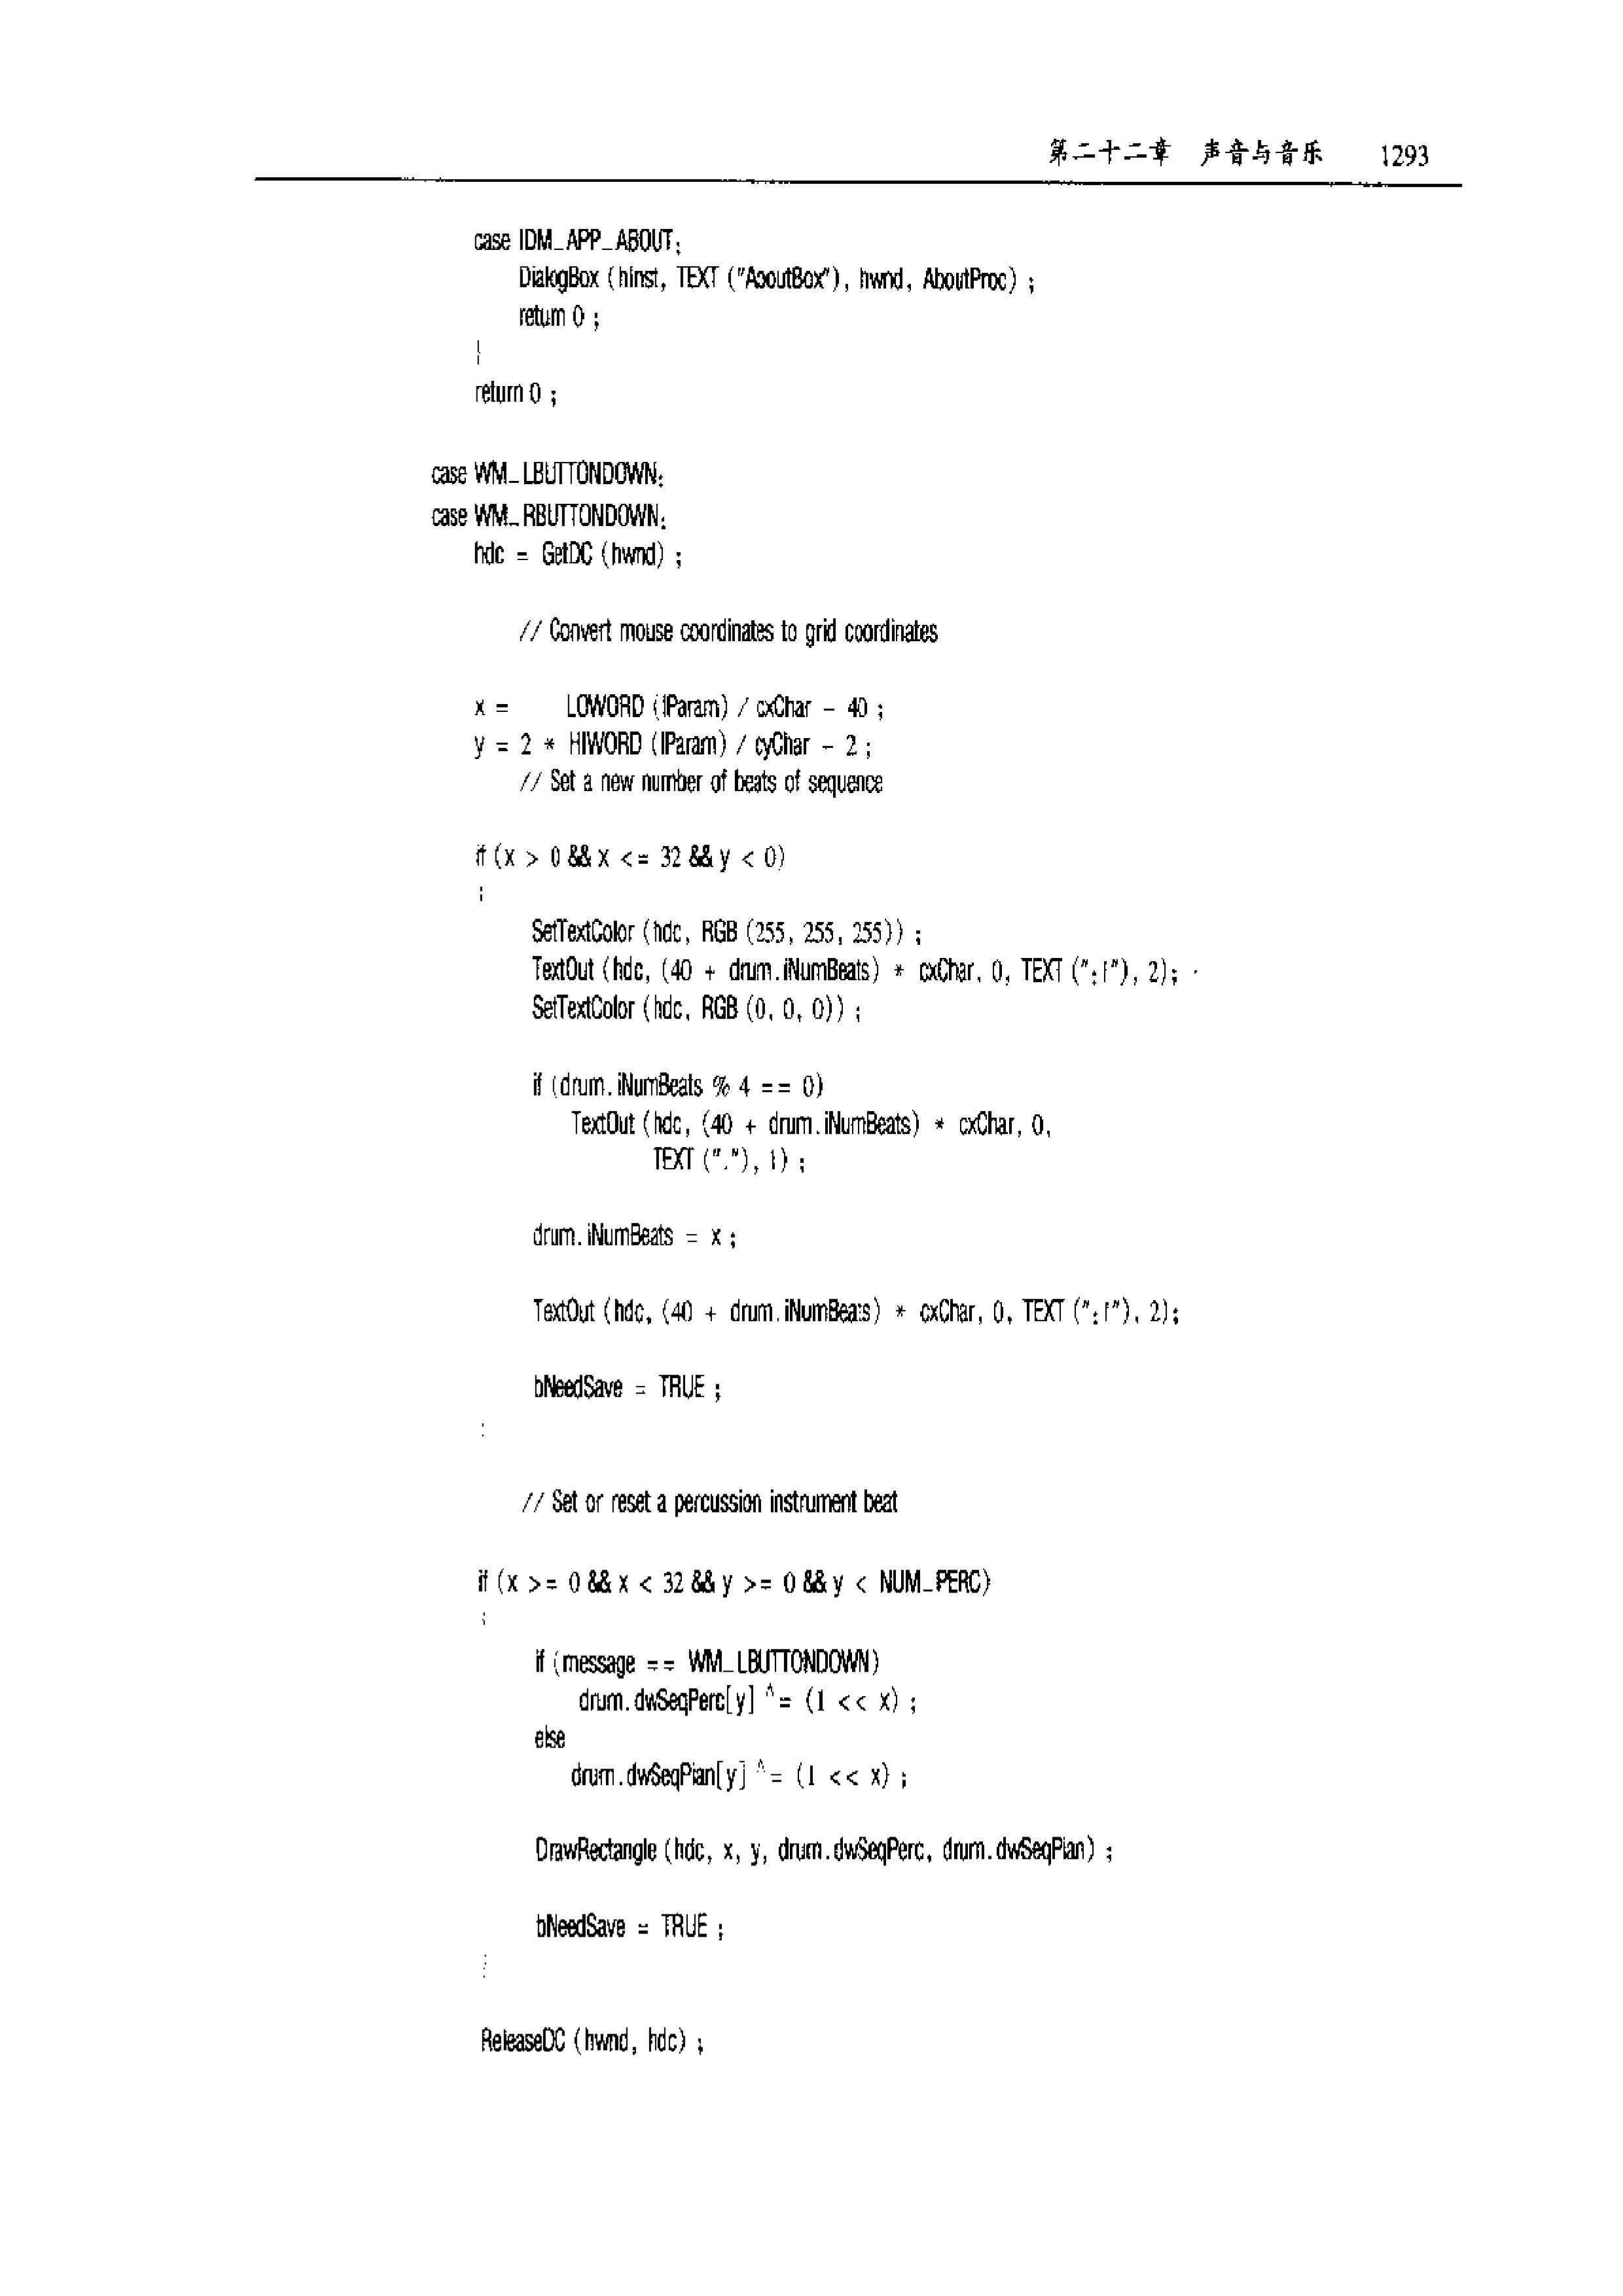 第二十二章 声音与音乐 1293
case IDM_APP_ABOUT:
DialogBox (hInst, TEXT ("AboutBox"), hwnd, AboutProc) ;
return 0 ;
}
return 0 ;
case WM_LBUTTONDOWN:
case WM_RBUTTONDOWN:
hdc = GetDC (hwnd) ;
// Convert mouse coordinates to grid coordinates
x = LOWORD (lParam) / cxChar - 40 ;
y = 2 * HIWORD (lParam) / cyChar - 2 ;
// Set a new number of beats of sequence
if (x > 0 && x <= 32 && y < 0)
{
SetTextColor (hdc, RGB (255, 255, 255)) ;
TextOut (hdc, (40 + drum.iNumBeats) * cxChar, 0, TEXT (":|"), 2);
SetTextColor (hdc, RGB (0, 0, 0)) ;
if (drum.iNumBeats % 4 == 0)
TextOut (hdc, (40 + drum.iNumBeats) * cxChar, 0,
TEXT ("."), 1) ;
drum.iNumBeats = x ;
TextOut (hdc, (40 + drum.iNumBeats) * cxChar, 0, TEXT (":|"), 2);
bNeedSave = TRUE ;
}
// Set or reset a percussion instrument beat
if (x >= 0 && x < 32 && y >= 0 && y < NUM_PERC)
{
if (message == WM_LBUTTONDOWN)
drum.dwSeqPerc[y] ^= (1 << x) ;
else
drum.dwSeqPian[y] ^= (1 << x) ;
DrawRectangle (hdc, x, y, drum.dwSeqPerc, drum.dwSeqPian) ;
bNeedSave = TRUE ;
}
ReleaseDC (hwnd, hdc) ;